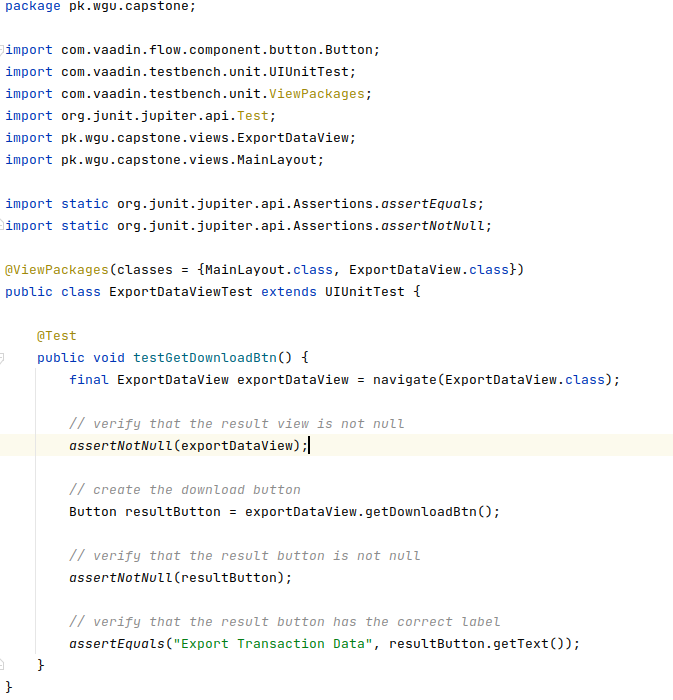 package pk.wgu.capstone;
import com.vaadin.flow.component.button.Button;
import com.vaadin.testbench.unit.UIUnitTest;
import com.vaadin.testbench.unit.ViewPackages;
import org.junit.jupiter.api.Test;
import pk.wgu.capstone.views.ExportDataView;
import pk.wgu.capstone.views.MainLayout;
import static org.junit.jupiter.api.Assertions.assertEquals;
import static org.junit.jupiter.api.Assertions.assertNotNull;
@ViewPackages(classes = {MainLayout.class, ExportDataView.class})
public class ExportDataViewTest extends UIUnitTest {
@Test
public void testGetDownloadBtn() {
final ExportDataView exportDataView = navigate(ExportDataView.class);
// verify that the result view is not null
assertNotNull(exportDataView);
// create the download button
Button resultButton = exportDataView.getDownloadBtn();
// verify that the result button is not null
assertNotNull(resultButton);
// verify that the result button has the correct label
assertEquals("Export Transaction Data", resultButton.getText());
}
}